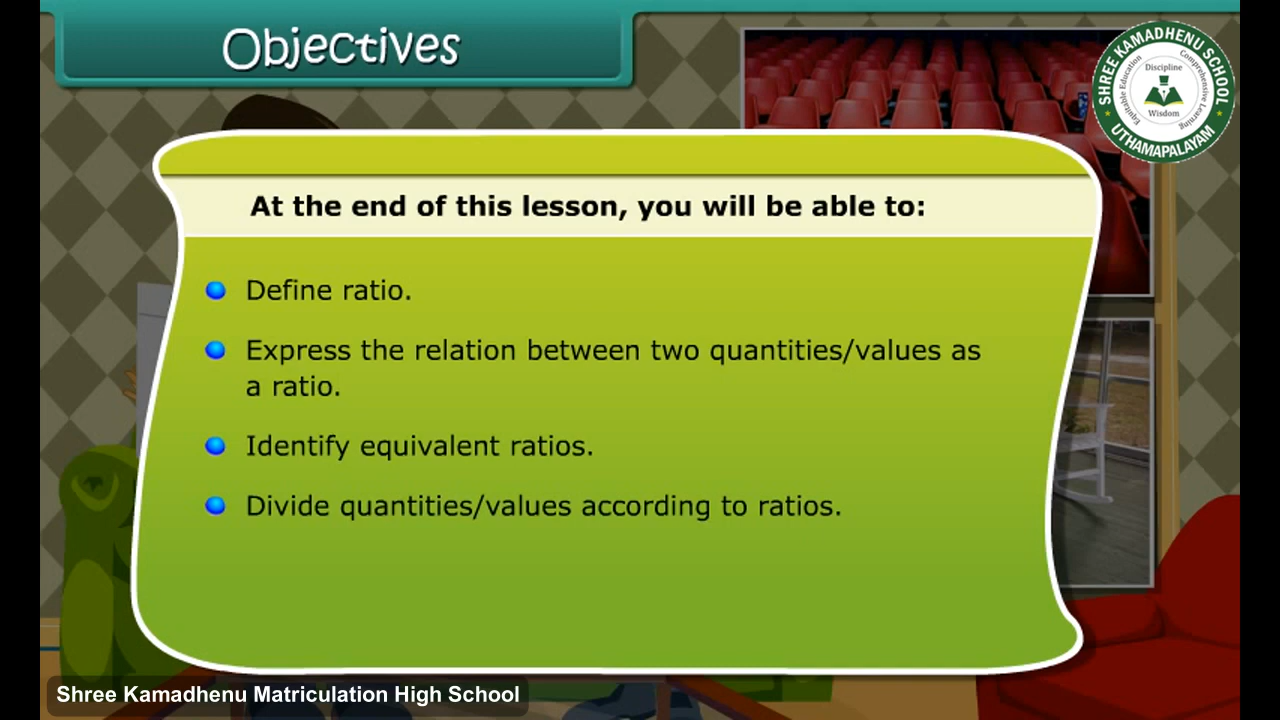 Objectives
SHREE KAMADHENU SCHOOL
Equitable Education
Discipline
Comprehensive Learning
Wisdom
UTHAMAPALAYAM
At the end of this lesson, you will be able to:
Define ratio.
Express the relation between two quantities/values as
a ratio.
Identify equivalent ratios.
Divide quantities/values according to ratios.
Shree Kamadhenu Matriculation High School